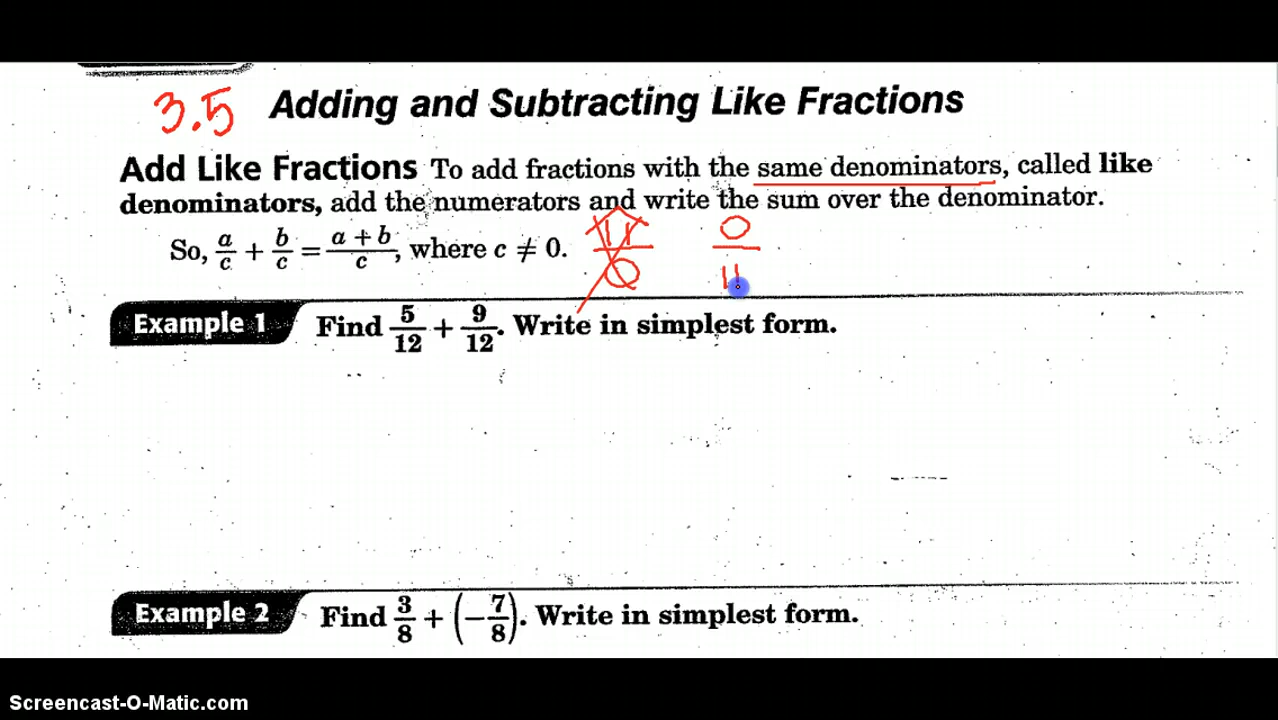 3.5 Adding and Subtracting Like Fractions
Add Like Fractions To add fractions with the same denominators, called like
denominators, add the numerators and write the sum over the denominator.
So, a/c + b/c = a + b/c, where c ≠ 0. 11/0 0/11
Example 1 Find 5/12 + 9/12. Write in simplest form.
Example 2 Find 3/8 + (-7/8). Write in simplest form.
Screencast-O-Matic.com